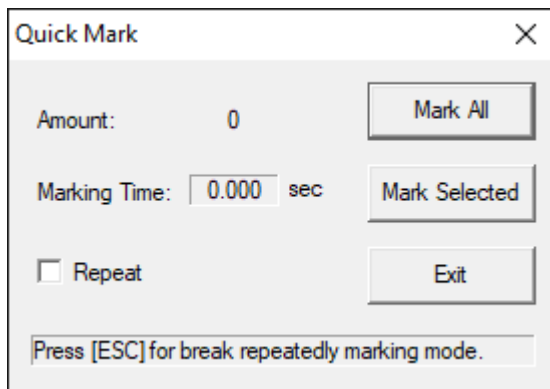 Quick Mark
Amount: 0
Mark All
Marking Time: 0.000 sec
Mark Selected
Repeat
Exit
Press [ESC] for break repeatedly marking mode.